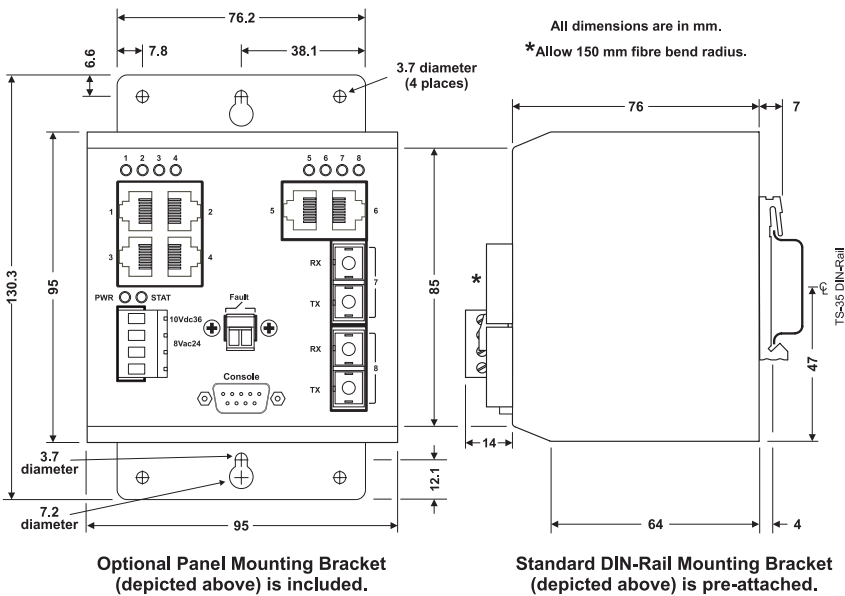 76.2
7.8
38.1
6.6
3.7 diameter
(4 places)
All dimensions are in mm.
*Allow 150 mm fibre bend radius.
76
7
1 2 3 4
5 6 7 8
1
2
3
4
5
6
RX
TX
7
RX
TX
8
PWR
STAT
10Vdc36
8Vac24
Fault
Console
130.3
95
85
*
℄
TS-35 DIN-Rail
47
14
3.7
diameter
7.2
diameter
12.1
95
64
4
Optional Panel Mounting Bracket
(depicted above) is included.
Standard DIN-Rail Mounting Bracket
(depicted above) is pre-attached.